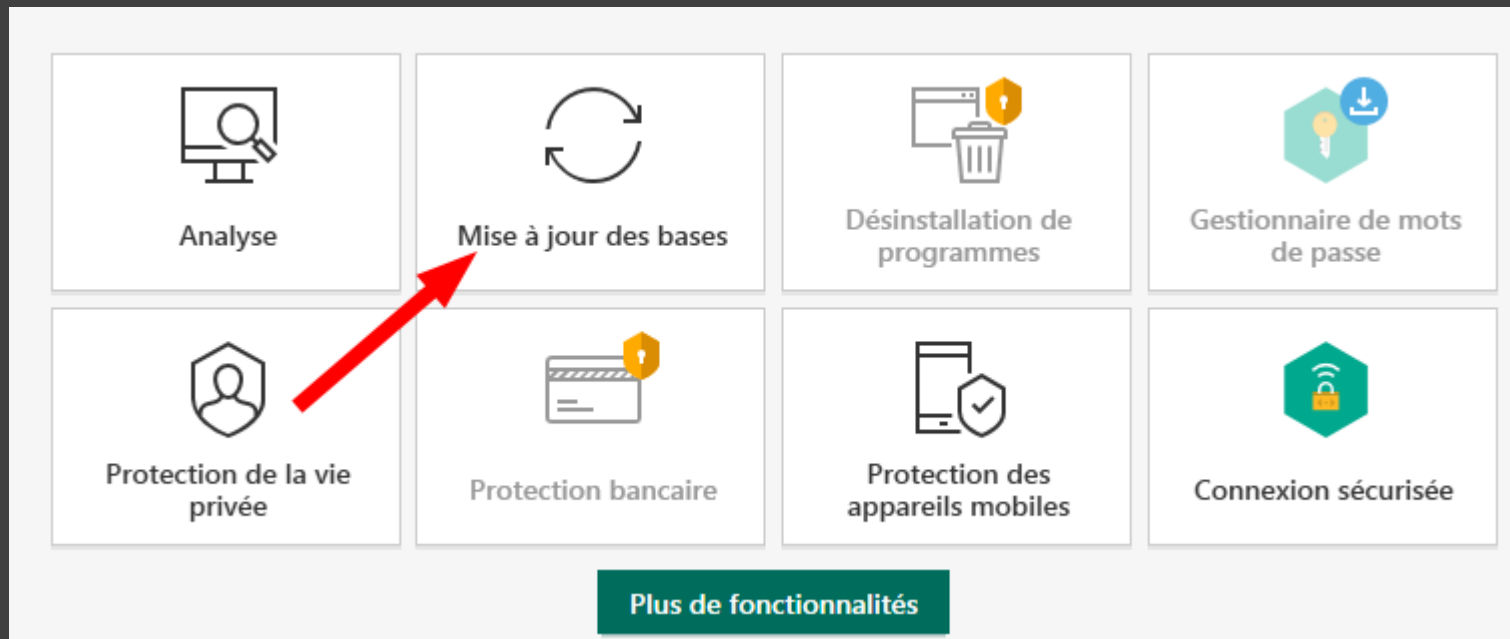 Analyse
Mise à jour des bases
Désinstallation de
programmes
Gestionnaire de mots
de passe
Protection de la vie
privée
Protection bancaire
Protection des
appareils mobiles
Connexion sécurisée
Plus de fonctionnalités